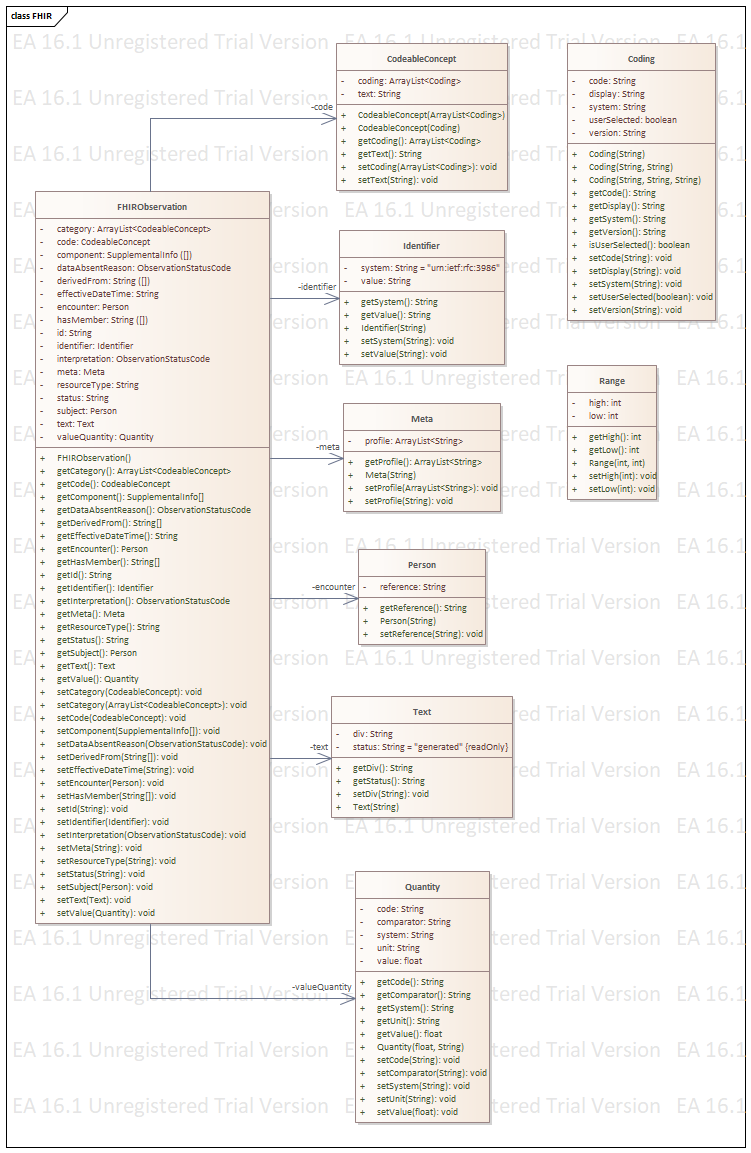 class FHIR
EA 16.1 Unregistered Trial Version
CodeableConcept
- coding: ArrayList<Coding>
- text: String
+ CodeableConcept(ArrayList<Coding>)
+ CodeableConcept(Coding)
+ getCoding(): ArrayList<Coding>
+ getText(): String
+ setCoding(ArrayList<Coding>): void
+ setText(String): void
Coding
- code: String
- display: String
- system: String
- userSelected: boolean
- version: String
+ Coding(String)
+ Coding(String, String)
+ Coding(String, String, String)
+ getCode(): String
+ getDisplay(): String
+ getSystem(): String
+ getVersion(): String
+ isUserSelected(): boolean
+ setCode(String): void
+ setDisplay(String): void
+ setSystem(String): void
+ setUserSelected(boolean): void
+ setVersion(String): void
-code
FHIRObservation
- category: ArrayList<CodeableConcept>
- code: CodeableConcept
- component: SupplementalInfo ([])
- dataAbsentReason: ObservationStatusCode
- derivedFrom: String ([])
- effectiveDateTime: String
- encounter: Person
- hasMember: String ([])
- id: String
- identifier: Identifier
- interpretation: ObservationStatusCode
- meta: Meta
- resourceType: String
- status: String
- subject: Person
- text: Text
- valueQuantity: Quantity
+ FHIRObservation()
+ getCategory(): ArrayList<CodeableConcept>
+ getCode(): CodeableConcept
+ getComponent(): SupplementalInfo[]
+ getDataAbsentReason(): ObservationStatusCode
+ getDerivedFrom(): String[]
+ getEffectiveDateTime(): String
+ getEncounter(): Person
+ getHasMember(): String[]
+ getId(): String
+ getIdentifier(): Identifier
+ getInterpretation(): ObservationStatusCode
+ getMeta(): Meta
+ getResourceType(): String
+ getStatus(): String
+ getSubject(): Person
+ getText(): Text
+ getValue(): Quantity
+ setCategory(CodeableConcept): void
+ setCategory(ArrayList<CodeableConcept>): void
+ setCode(CodeableConcept): void
+ setComponent(SupplementalInfo[]): void
+ setDataAbsentReason(ObservationStatusCode): void
+ setDerivedFrom(String[]): void
+ setEffectiveDateTime(String): void
+ setEncounter(Person): void
+ setHasMember(String[]): void
+ setId(String): void
+ setIdentifier(Identifier): void
+ setInterpretation(ObservationStatusCode): void
+ setMeta(String): void
+ setResourceType(String): void
+ setStatus(String): void
+ setSubject(Person): void
+ setText(Text): void
+ setValue(Quantity): void
-identifier
Identifier
- system: String = "urn:ietf:rfc:3986"
- value: String
+ getSystem(): String
+ getValue(): String
+ Identifier(String)
+ setSystem(String): void
+ setValue(String): void
Range
- high: int
- low: int
+ getHigh(): int
+ getLow(): int
+ Range(int, int)
+ setHigh(int): void
+ setLow(int): void
-meta
Meta
- profile: ArrayList<String>
+ getProfile(): ArrayList<String>
+ Meta(String)
+ setProfile(ArrayList<String>): void
+ setProfile(String): void
-encounter
Person
- reference: String
+ getReference(): String
+ Person(String)
+ setReference(String): void
-text
Text
- div: String
- status: String = "generated" {readOnly}
+ getDiv(): String
+ getStatus(): String
+ setDiv(String): void
+ Text(String)
-valueQuantity
Quantity
- code: String
- comparator: String
- system: String
- unit: String
- value: float
+ getCode(): String
+ getComparator(): String
+ getSystem(): String
+ getUnit(): String
+ getValue(): float
+ Quantity(float, String)
+ setCode(String): void
+ setComparator(String): void
+ setSystem(String): void
+ setUnit(String): void
+ setValue(float): void